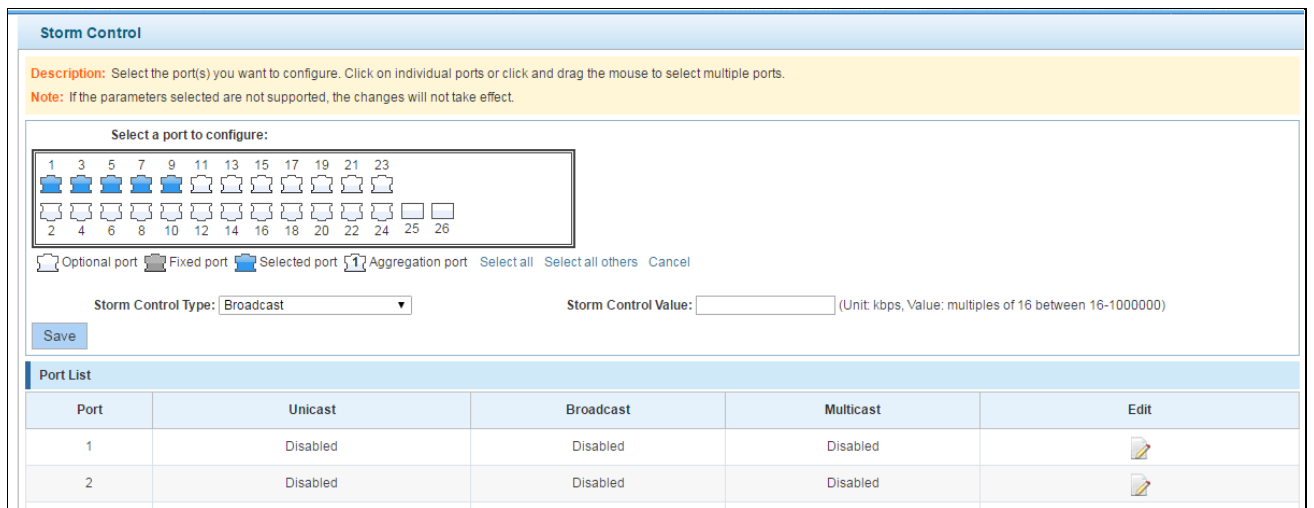 Storm Control
Description: Select the port(s) you want to configure. Click on individual ports or click and drag the mouse to select multiple ports.
Note: If the parameters selected are not supported, the changes will not take effect.
Select a port to configure:
1 3 5 7 9 11 13 15 17 19 21 23
2 4 6 8 10 12 14 16 18 20 22 24 25 26
Optional port Fixed port Selected port 1 Aggregation port Select all Select all others Cancel
Storm Control Type: Broadcast Storm Control Value: (Unit: kbps, Value: multiples of 16 between 16-1000000)
Save
Port List
Port Unicast Broadcast Multicast Edit
1 Disabled Disabled Disabled
2 Disabled Disabled Disabled